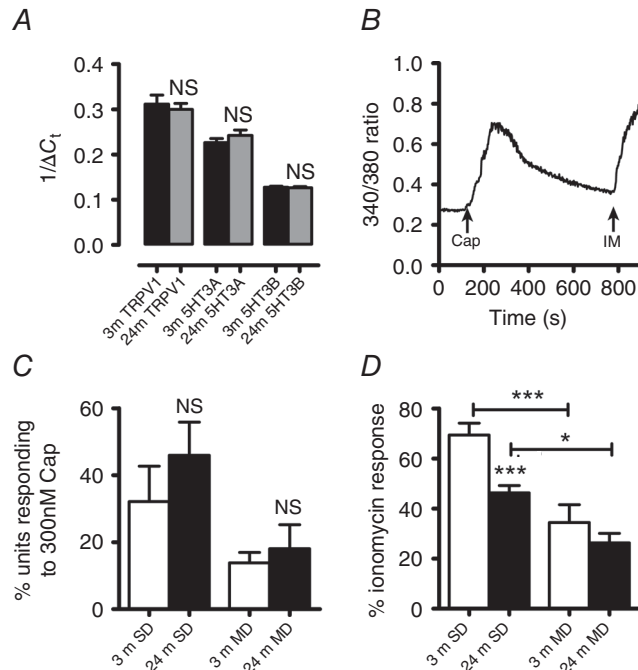 A
0.4
0.3
0.2
0.1
0.0
1/ΔCt
NS
NS
NS
3m TRPV1
24m TRPV1
3m 5HT3A
24m 5HT3A
3m 5HT3B
24m 5HT3B
B
1.0
0.8
0.6
0.4
0.2
0.0
340/380 ratio
Cap
IM
0 200 400 600 800
Time (s)
C
60
40
20
0
% units responding
to 300nM Cap
NS
NS
3 m SD
24 m SD
3 m MD
24 m MD
D
80
60
40
20
0
% ionomycin response
***
*
***
3 m SD
24 m SD
3 m MD
24 m MD